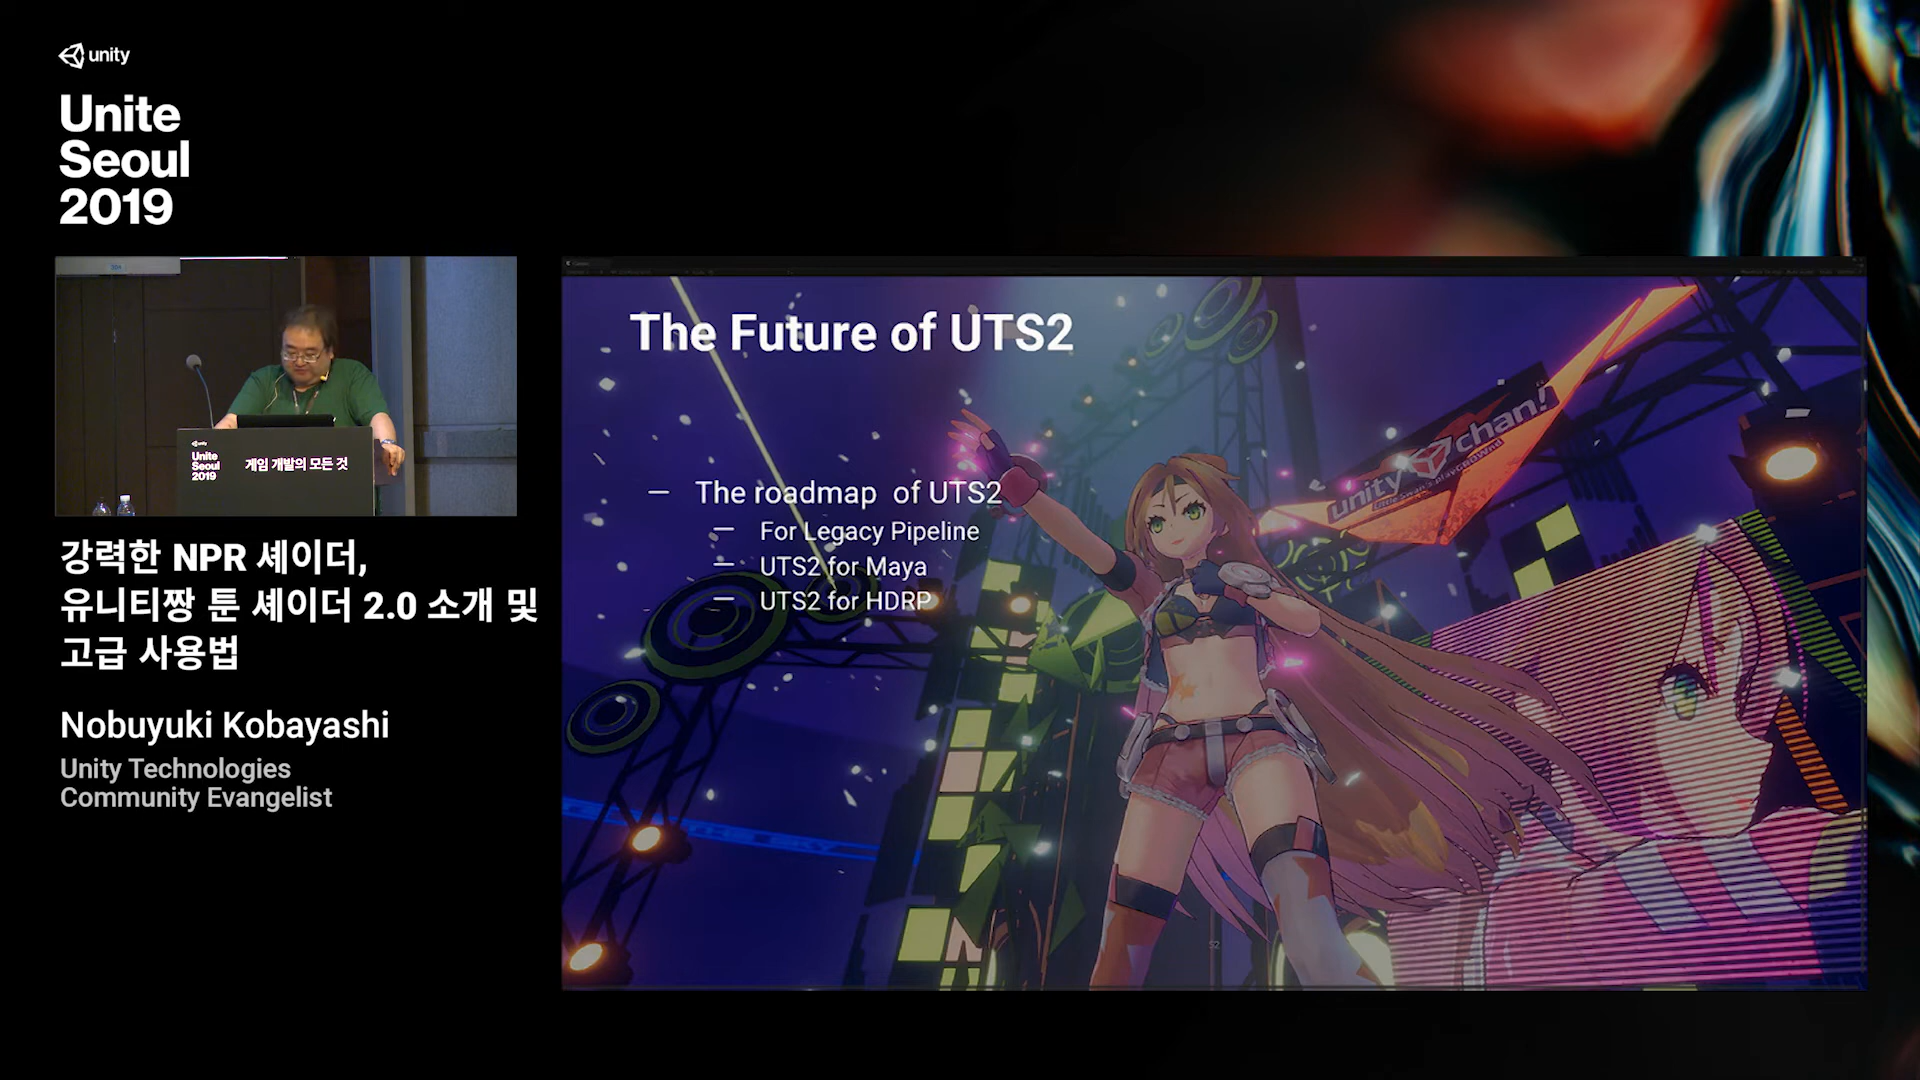 unity
Unite
Seoul
2019
unity
Unite
Seoul
2019
게임 개발의 모든 것
강력한 NPR 셰이더,
유니티짱 툰 셰이더 2.0 소개 및
고급 사용법
Nobuyuki Kobayashi
Unity Technologies
Community Evangelist
The Future of UTS2
— The roadmap of UTS2
— For Legacy Pipeline
— UTS2 for Maya
— UTS2 for HDRP
unity chan!
52